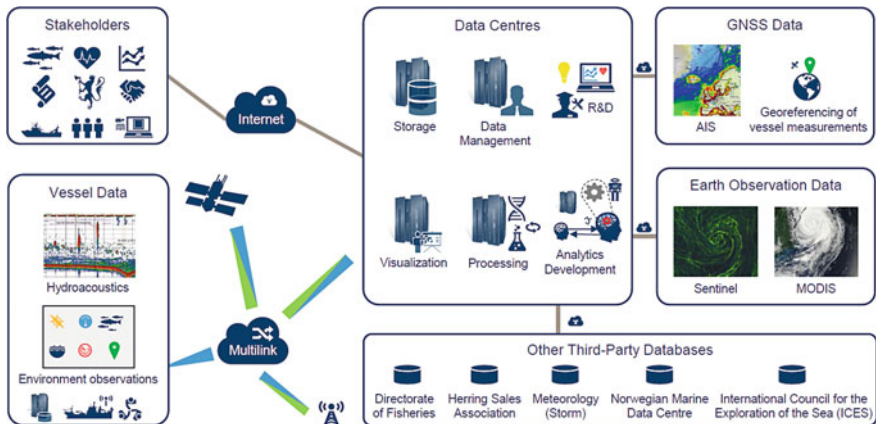 Stakeholders
Internet
Vessel Data
Hydroacoustics
Environment observations
Multilink
Data Centres
Storage
Data
Management
R&D
Visualization
Processing
Analytics
Development
GNSS Data
AIS
Georeferencing of
vessel measurements
Earth Observation Data
Sentinel
MODIS
Other Third-Party Databases
Directorate
of Fisheries
Herring Sales
Association
Meteorology
(Storm)
Norwegian Marine
Data Centre
International Council for the
Exploration of the Sea (ICES)